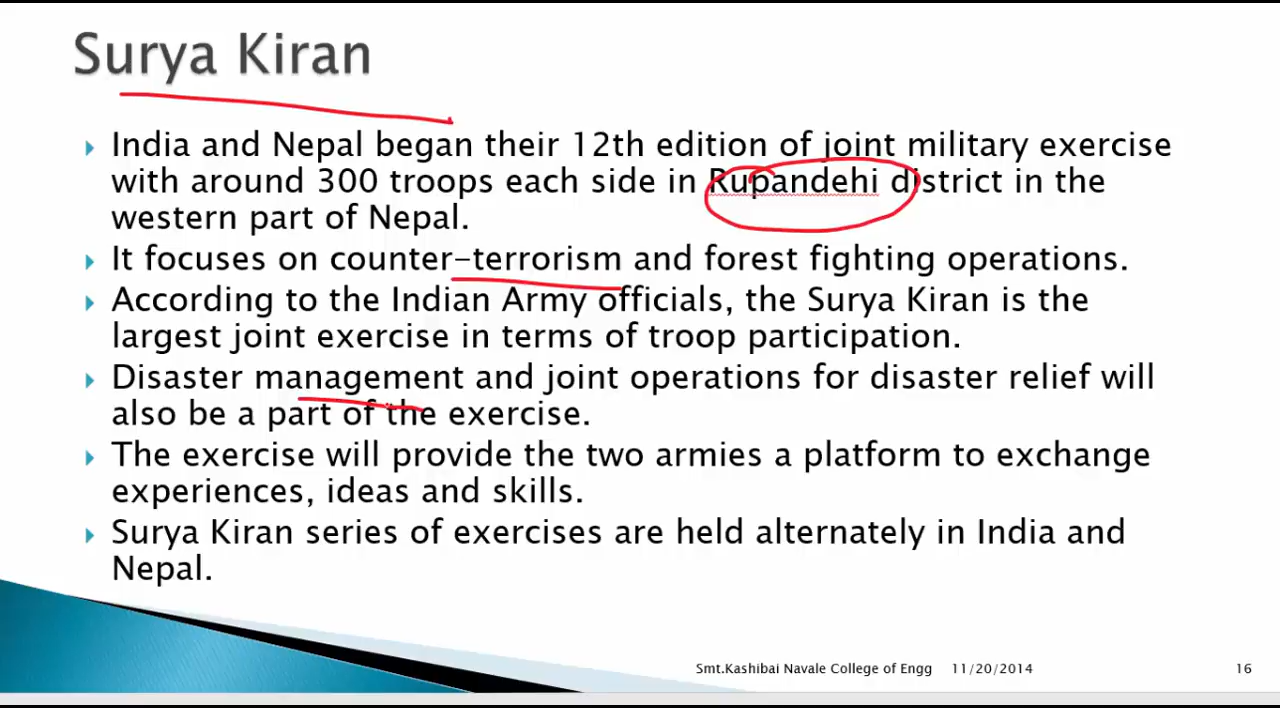 Surya Kiran
India and Nepal began their 12th edition of joint military exercise
with around 300 troops each side in Rupandehi district in the
western part of Nepal.
It focuses on counter-terrorism and forest fighting operations.
According to the Indian Army officials, the Surya Kiran is the
largest joint exercise in terms of troop participation.
Disaster management and joint operations for disaster relief will
also be a part of the exercise.
The exercise will provide the two armies a platform to exchange
experiences, ideas and skills.
Surya Kiran series of exercises are held alternately in India and
Nepal.
Smt.Kashibai Navale College of Engg 11/20/2014 16